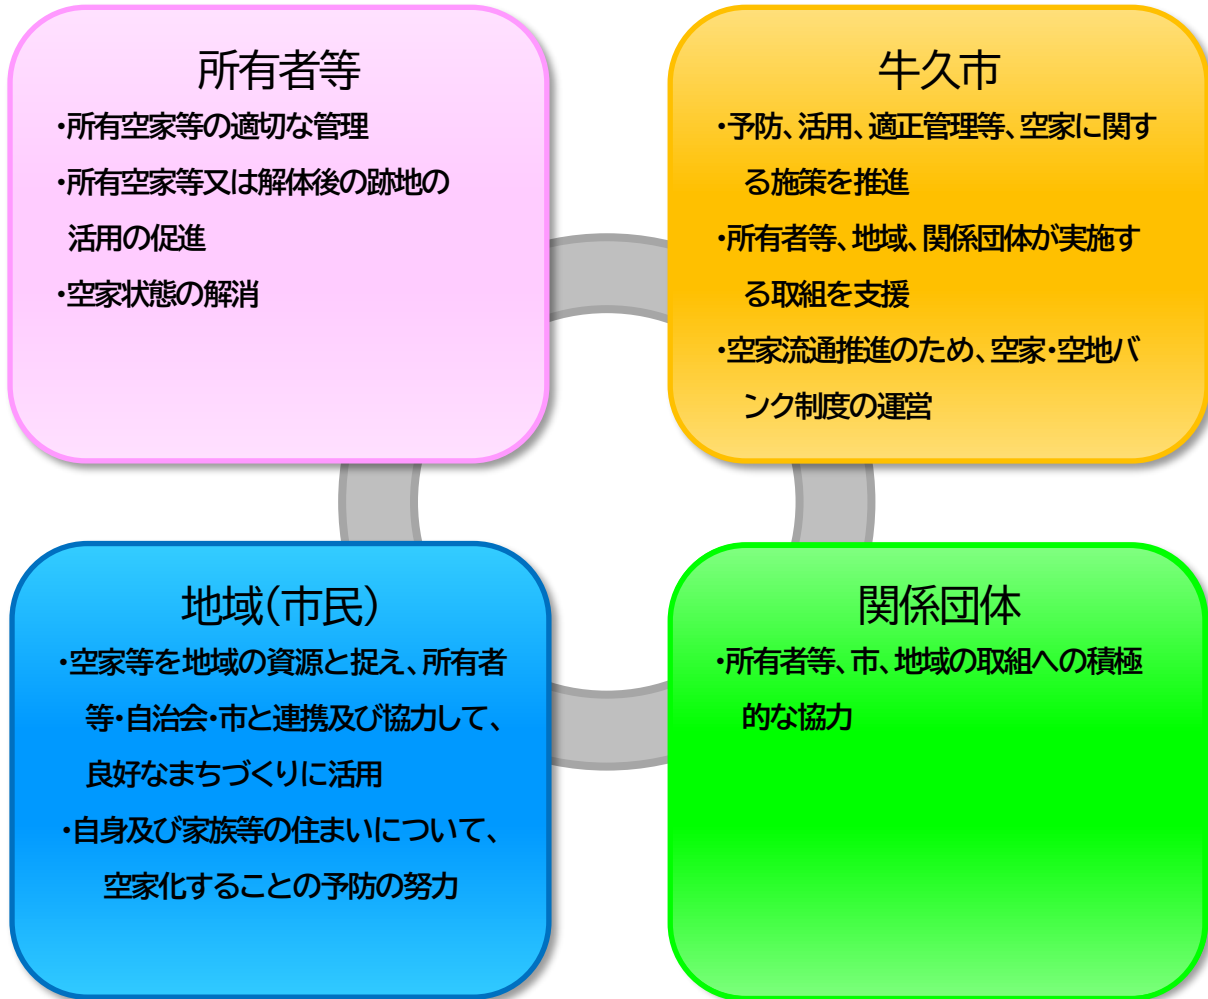 所有者等
・所有空家等の適切な管理
・所有空家等又は解体後の跡地の
活用の促進
・空家状態の解消
牛久市
・予防、活用、適正管理等、空家に関す
る施策を推進
・所有者等、地域、関係団体が実施す
る取組を支援
・空家流通推進のため、空家・空地バ
ンク制度の運営
地域(市民)
・空家等を地域の資源と捉え、所有者
等・自治会・市と連携及び協力して、
良好なまちづくりに活用
・自身及び家族等の住まいについて、
空家化することの予防の努力
関係団体
・所有者等、市、地域の取組への積極
的な協力